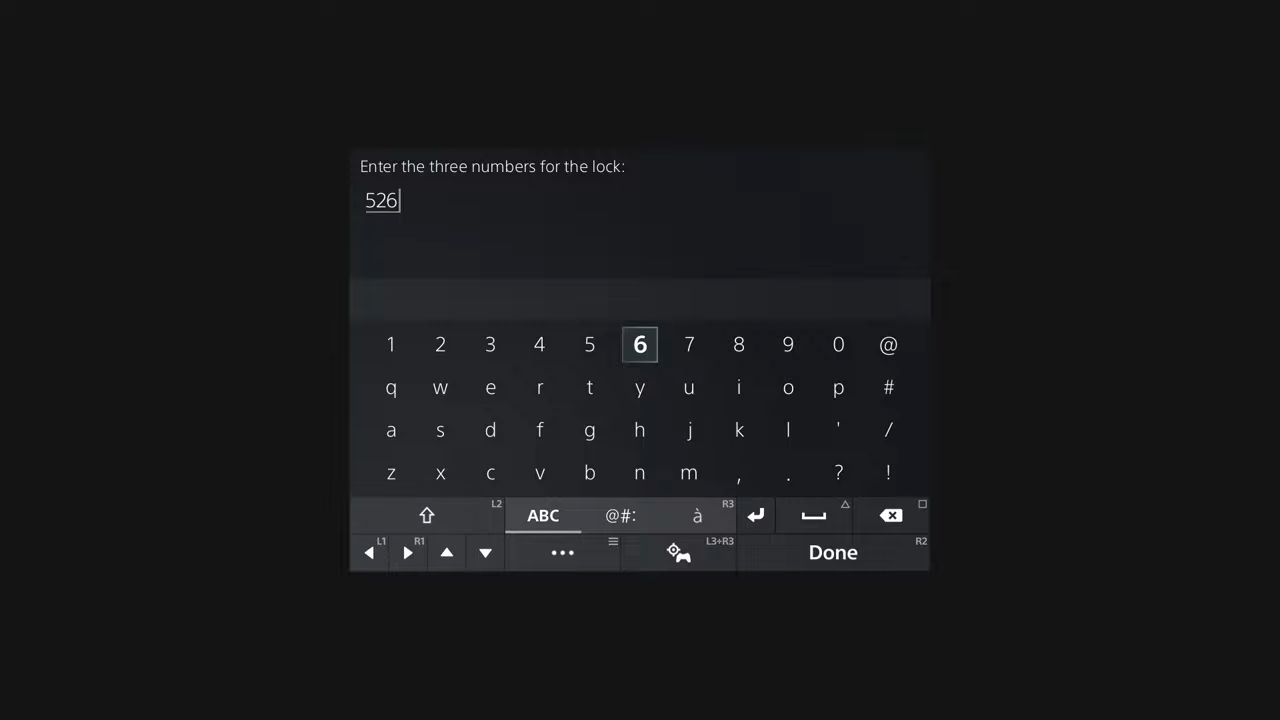 Enter the three numbers for the lock:
526
1 2 3 4 5 6 7 8 9 0 @
q w e r t y u i o p #
a s d f g h j k l ' /
z x c v b n m , . ? !
L2 ABC @#: à R3
L1 R1 ... L3+R3 Done R2